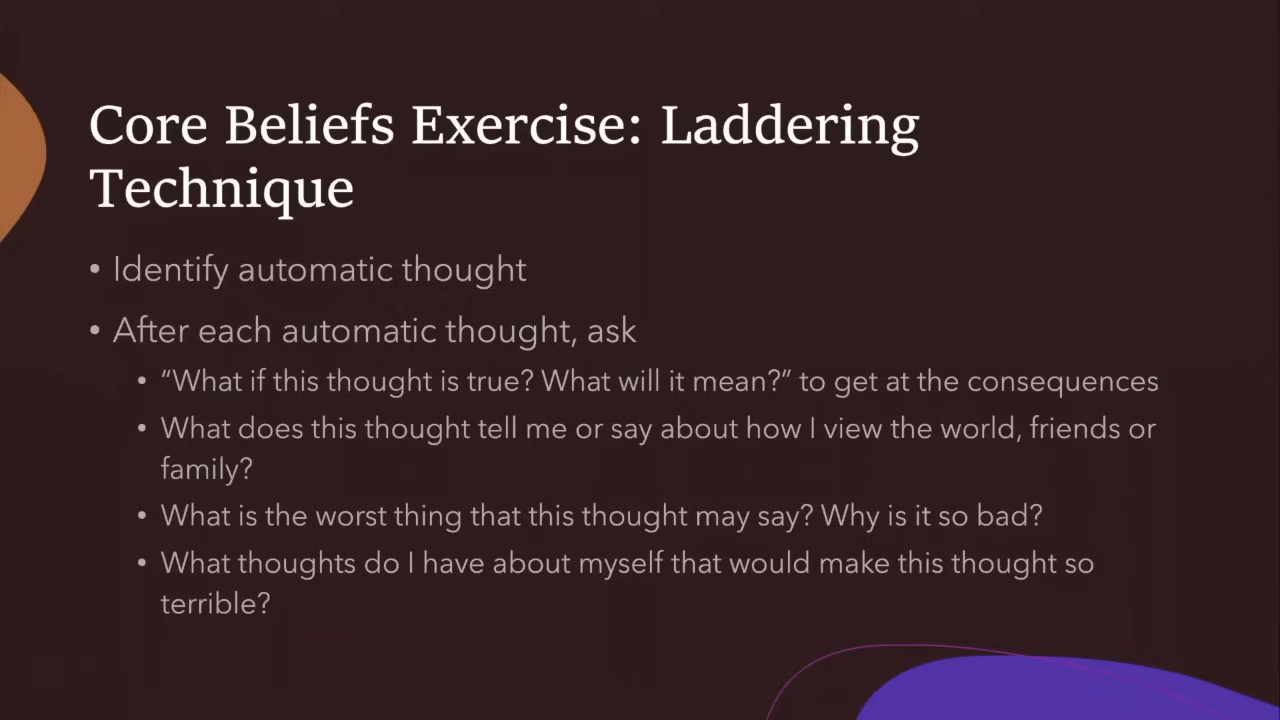 Core Beliefs Exercise: Laddering
Technique
• Identify automatic thought
• After each automatic thought, ask
• “What if this thought is true? What will it mean?” to get at the consequences
• What does this thought tell me or say about how I view the world, friends or
family?
• What is the worst thing that this thought may say? Why is it so bad?
• What thoughts do I have about myself that would make this thought so
terrible?